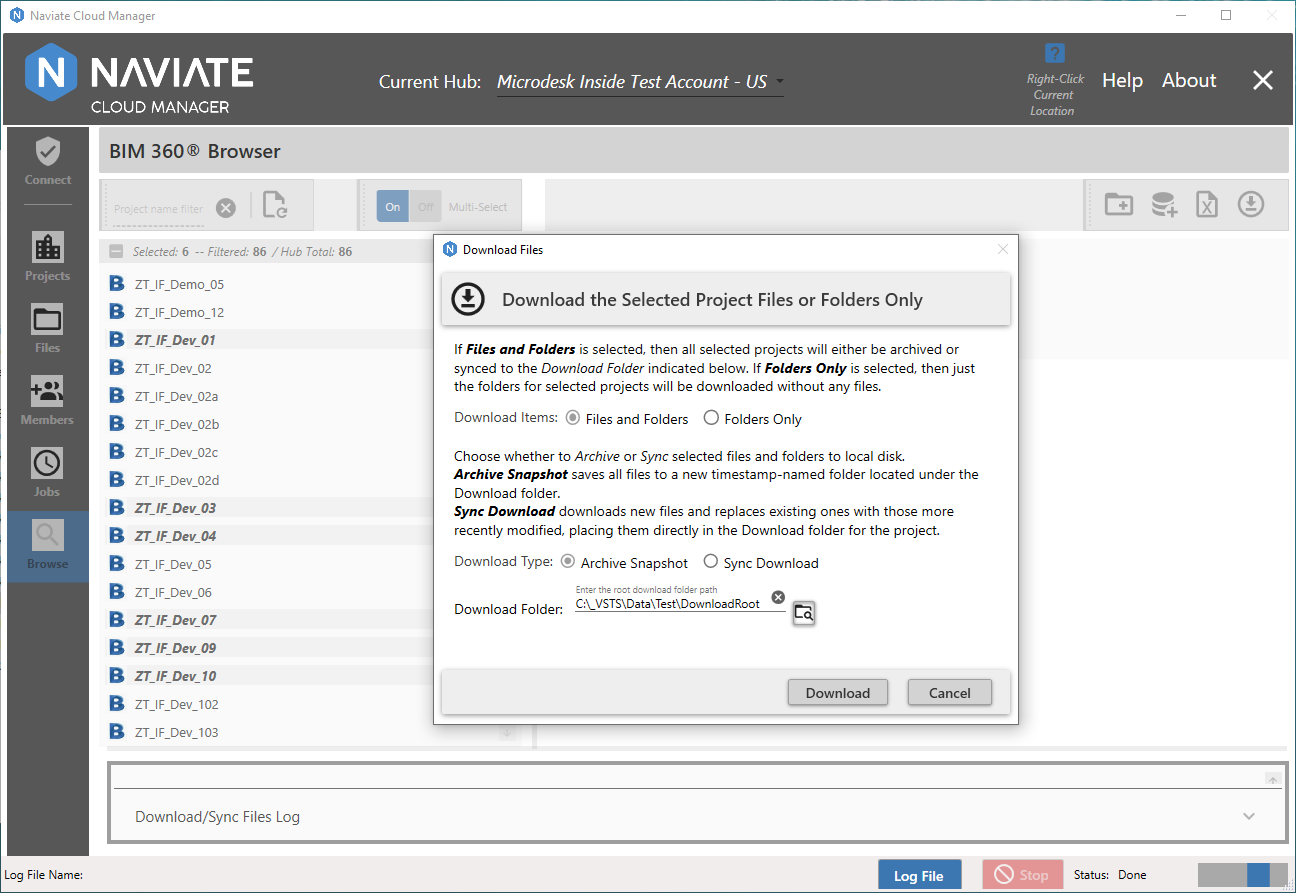 Naviate Cloud Manager
NAVIATE
CLOUD MANAGER
Current Hub: Microdesk Inside Test Account - US
?
Right-Click
Current
Location
Help
About
Connect
Projects
Files
Members
Jobs
Browse
BIM 360® Browser
Project name filter
On
Off
Multi-Select
Selected: 6 -- Filtered: 86 / Hub Total: 86
B ZT_IF_Demo_05
B ZT_IF_Demo_12
B ZT_IF_Dev_01
B ZT_IF_Dev_02
B ZT_IF_Dev_02a
B ZT_IF_Dev_02b
B ZT_IF_Dev_02c
B ZT_IF_Dev_02d
B ZT_IF_Dev_03
B ZT_IF_Dev_04
B ZT_IF_Dev_05
B ZT_IF_Dev_06
B ZT_IF_Dev_07
B ZT_IF_Dev_09
B ZT_IF_Dev_10
B ZT_IF_Dev_102
B ZT_IF_Dev_103
Download Files
Download the Selected Project Files or Folders Only
If Files and Folders is selected, then all selected projects will either be archived or
synced to the Download Folder indicated below. If Folders Only is selected, then just
the folders for selected projects will be downloaded without any files.
Download Items: Files and Folders Folders Only
Choose whether to Archive or Sync selected files and folders to local disk.
Archive Snapshot saves all files to a new timestamp-named folder located under the
Download folder.
Sync Download downloads new files and replaces existing ones with those more
recently modified, placing them directly in the Download folder for the project.
Download Type: Archive Snapshot Sync Download
Enter the root download folder path
Download Folder: C:\_VSTS\Data\Test\DownloadRoot
Download
Cancel
Download/Sync Files Log
Log File Name:
Log File
Stop
Status: Done